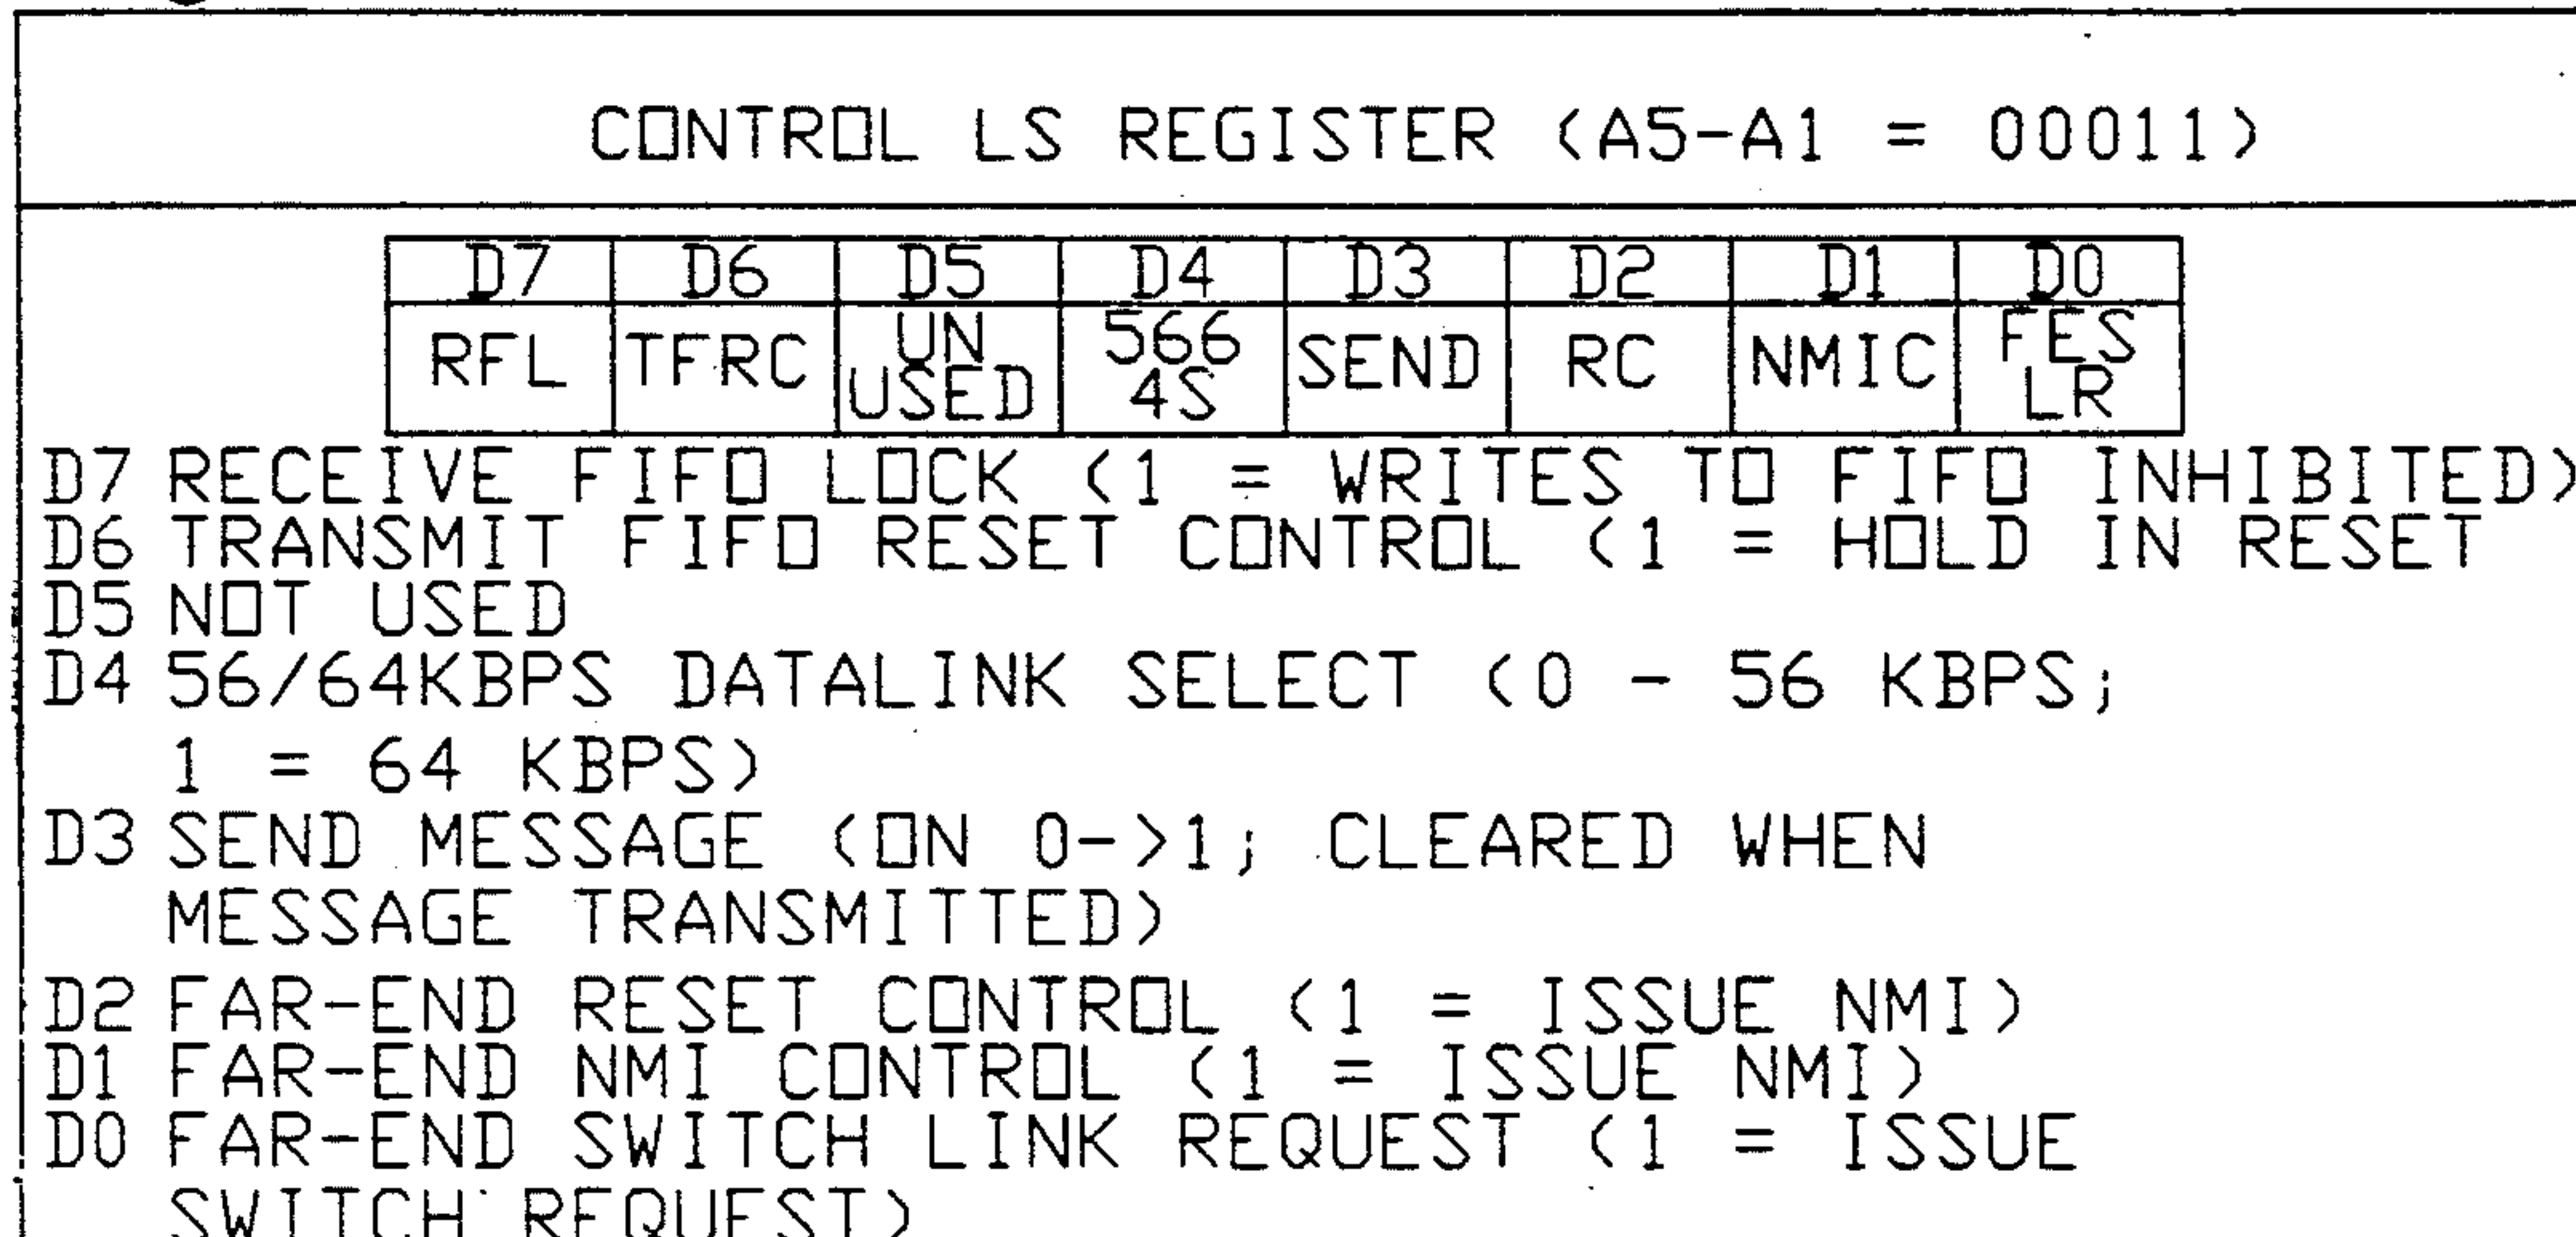 CONTROL LS REGISTER (A5-A1 = 00011)
D7 D6 D5 D4 D3 D2 D1 D0
RFL TFRC UN USED 566 4S SEND RC NMIC FES LR
D7 RECEIVE FIFO LOCK (1 = WRITES TO FIFO INHIBITED)
D6 TRANSMIT FIFO RESET CONTROL (1 = HOLD IN RESET
D5 NOT USED
D4 56/64KBPS DATALINK SELECT (0 - 56 KBPS;
1 = 64 KBPS)
D3 SEND MESSAGE (ON 0->1; CLEARED WHEN
MESSAGE TRANSMITTED)
D2 FAR-END RESET CONTROL (1 = ISSUE NMI)
D1 FAR-END NMI CONTROL (1 = ISSUE NMI)
D0 FAR-END SWITCH LINK REQUEST (1 = ISSUE
SWITCH REQUEST)